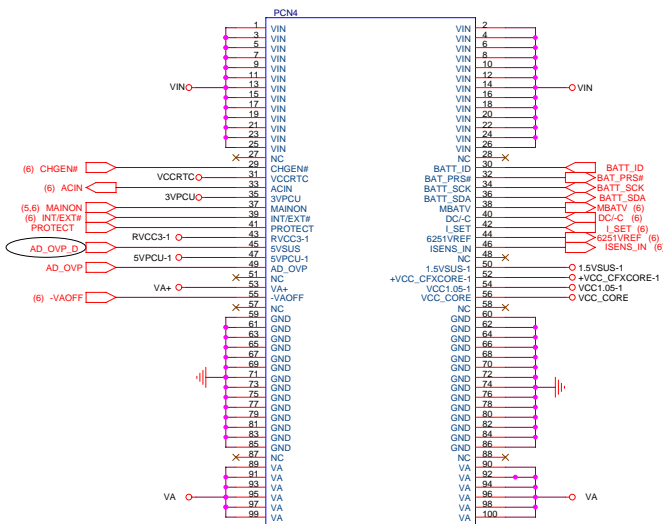 PCN4
1 VIN VIN 2
3 VIN VIN 4
5 VIN VIN 6
7 VIN VIN 8
9 VIN VIN 10
11 VIN VIN 12
VIN 13 VIN VIN 14 VIN
15 VIN VIN 16
17 VIN VIN 18
19 VIN VIN 20
21 VIN VIN 22
23 VIN VIN 24
25 VIN VIN 26
27 NC NC 28
(6) CHGEN# 29 CHGEN# BATT_ID 30 BATT_ID
VCCRTC 31 VCCRTC BAT_PRS# 32 BAT_PRS#
(6) ACIN 33 ACIN BATT_SCK 34 BATT_SCK
3VPCU 35 3VPCU BATT_SDA 36 BATT_SDA
(5,6) MAINON 37 MAINON MBATV 38 MBATV (6)
(6) INT/EXT# 39 INT/EXT# DC/-C 40 DC/-C (6)
PROTECT 41 PROTECT I_SET 42 I_SET (6)
RVCC3-1 43 RVCC3-1 6251VREF 44 6251VREF (6)
AD_OVP_D 45 5VSUS ISENS_IN 46 ISENS_IN (6)
5VPCU-1 47 5VPCU-1 NC 48
AD_OVP 49 AD_OVP 1.5VSUS-1 50 1.5VSUS-1
51 NC +VCC_CFXCORE-1 52 +VCC_CFXCORE-1
VA+ 53 VA+ VCC1.05-1 54 VCC1.05-1
(6) -VAOFF 55 -VAOFF VCC_CORE 56 VCC_CORE
57 NC NC 58
59 GND GND 60
61 GND GND 62
63 GND GND 64
65 GND GND 66
67 GND GND 68
69 GND GND 70
71 GND GND 72
73 GND GND 74
75 GND GND 76
77 GND GND 78
79 GND GND 80
81 GND GND 82
83 GND GND 84
85 GND GND 86
87 NC NC 88
89 VA VA 90
91 VA VA 92
93 VA VA 94
VA 95 VA VA 96 VA
97 VA VA 98
99 VA VA 100